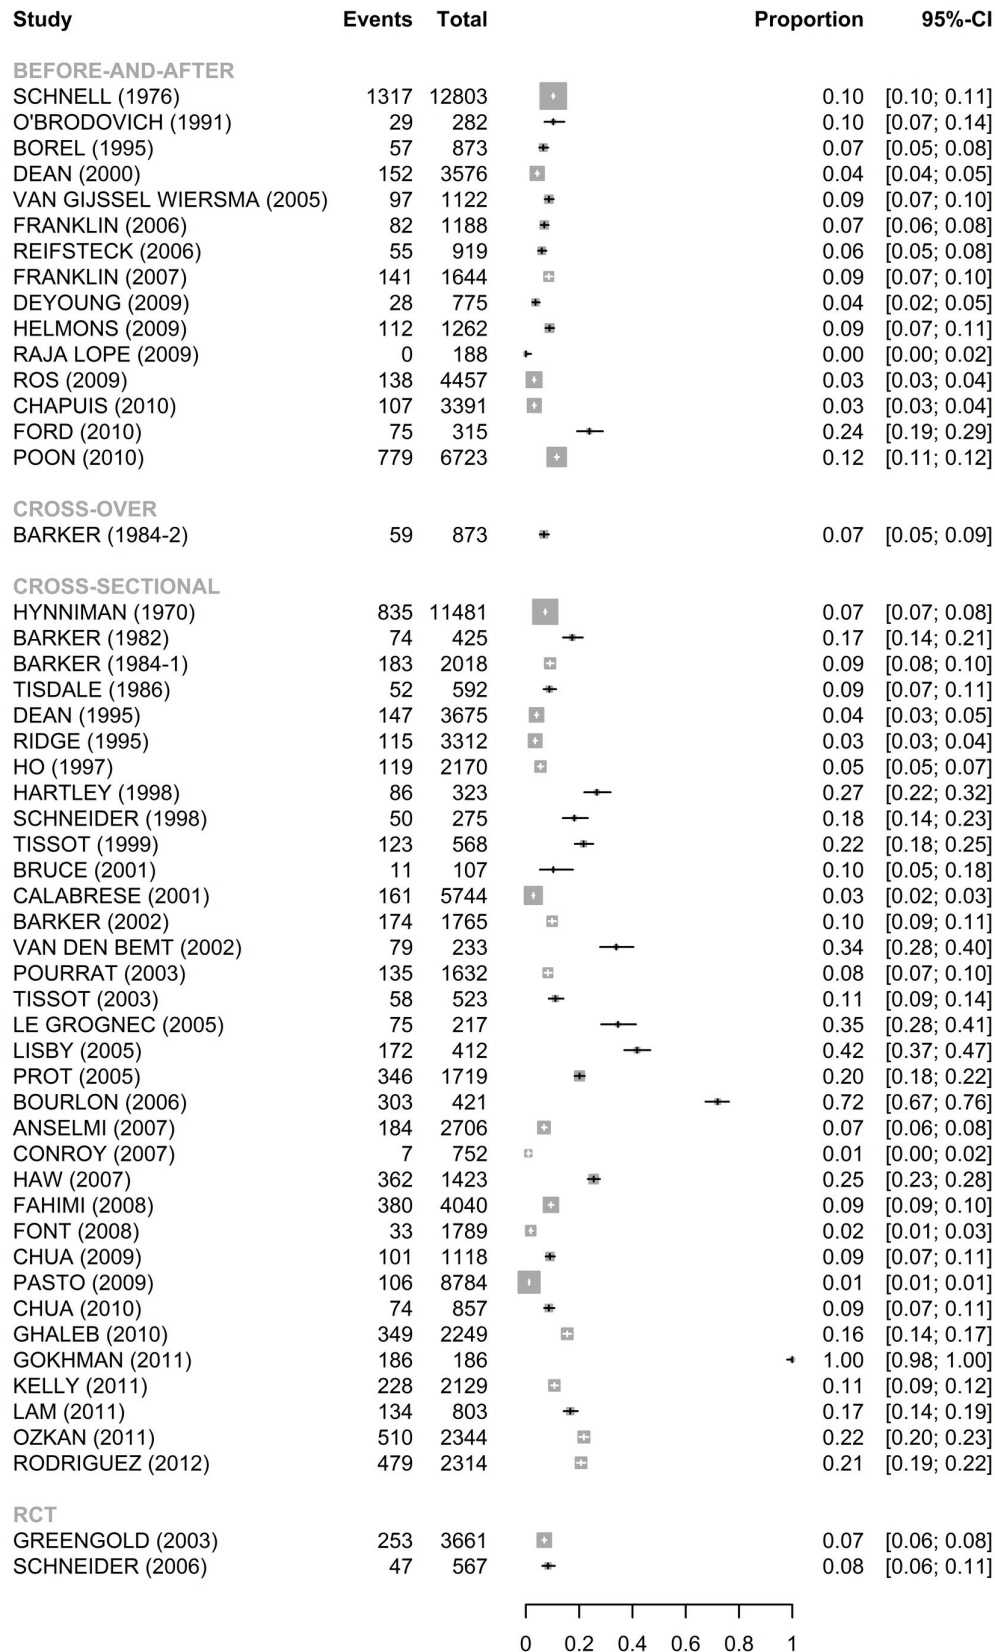 Study Events Total Proportion 95%-CI
BEFORE-AND-AFTER
SCHNELL (1976) 1317 12803 0.10 [0.10; 0.11]
O'BRODOVICH (1991) 29 282 0.10 [0.07; 0.14]
BOREL (1995) 57 873 0.07 [0.05; 0.08]
DEAN (2000) 152 3576 0.04 [0.04; 0.05]
VAN GIJSSEL WIERSMA (2005) 97 1122 0.09 [0.07; 0.10]
FRANKLIN (2006) 82 1188 0.07 [0.06; 0.08]
REIFSTECK (2006) 55 919 0.06 [0.05; 0.08]
FRANKLIN (2007) 141 1644 0.09 [0.07; 0.10]
DEYOUNG (2009) 28 775 0.04 [0.02; 0.05]
HELMONS (2009) 112 1262 0.09 [0.07; 0.11]
RAJA LOPE (2009) 0 188 0.00 [0.00; 0.02]
ROS (2009) 138 4457 0.03 [0.03; 0.04]
CHAPUIS (2010) 107 3391 0.03 [0.03; 0.04]
FORD (2010) 75 315 0.24 [0.19; 0.29]
POON (2010) 779 6723 0.12 [0.11; 0.12]
CROSS-OVER
BARKER (1984-2) 59 873 0.07 [0.05; 0.09]
CROSS-SECTIONAL
HYNNIMAN (1970) 835 11481 0.07 [0.07; 0.08]
BARKER (1982) 74 425 0.17 [0.14; 0.21]
BARKER (1984-1) 183 2018 0.09 [0.08; 0.10]
TISDALE (1986) 52 592 0.09 [0.07; 0.11]
DEAN (1995) 147 3675 0.04 [0.03; 0.05]
RIDGE (1995) 115 3312 0.03 [0.03; 0.04]
HO (1997) 119 2170 0.05 [0.05; 0.07]
HARTLEY (1998) 86 323 0.27 [0.22; 0.32]
SCHNEIDER (1998) 50 275 0.18 [0.14; 0.23]
TISSOT (1999) 123 568 0.22 [0.18; 0.25]
BRUCE (2001) 11 107 0.10 [0.05; 0.18]
CALABRESE (2001) 161 5744 0.03 [0.02; 0.03]
BARKER (2002) 174 1765 0.10 [0.09; 0.11]
VAN DEN BEMT (2002) 79 233 0.34 [0.28; 0.40]
POURRAT (2003) 135 1632 0.08 [0.07; 0.10]
TISSOT (2003) 58 523 0.11 [0.09; 0.14]
LE GROGNEC (2005) 75 217 0.35 [0.28; 0.41]
LISBY (2005) 172 412 0.42 [0.37; 0.47]
PROT (2005) 346 1719 0.20 [0.18; 0.22]
BOURLON (2006) 303 421 0.72 [0.67; 0.76]
ANSELMI (2007) 184 2706 0.07 [0.06; 0.08]
CONROY (2007) 7 752 0.01 [0.00; 0.02]
HAW (2007) 362 1423 0.25 [0.23; 0.28]
FAHIMI (2008) 380 4040 0.09 [0.09; 0.10]
FONT (2008) 33 1789 0.02 [0.01; 0.03]
CHUA (2009) 101 1118 0.09 [0.07; 0.11]
PASTO (2009) 106 8784 0.01 [0.01; 0.01]
CHUA (2010) 74 857 0.09 [0.07; 0.11]
GHALEB (2010) 349 2249 0.16 [0.14; 0.17]
GOKHMAN (2011) 186 186 1.00 [0.98; 1.00]
KELLY (2011) 228 2129 0.11 [0.09; 0.12]
LAM (2011) 134 803 0.17 [0.14; 0.19]
OZKAN (2011) 510 2344 0.22 [0.20; 0.23]
RODRIGUEZ (2012) 479 2314 0.21 [0.19; 0.22]
RCT
GREENGOLD (2003) 253 3661 0.07 [0.06; 0.08]
SCHNEIDER (2006) 47 567 0.08 [0.06; 0.11]
0 0.2 0.4 0.6 0.8 1